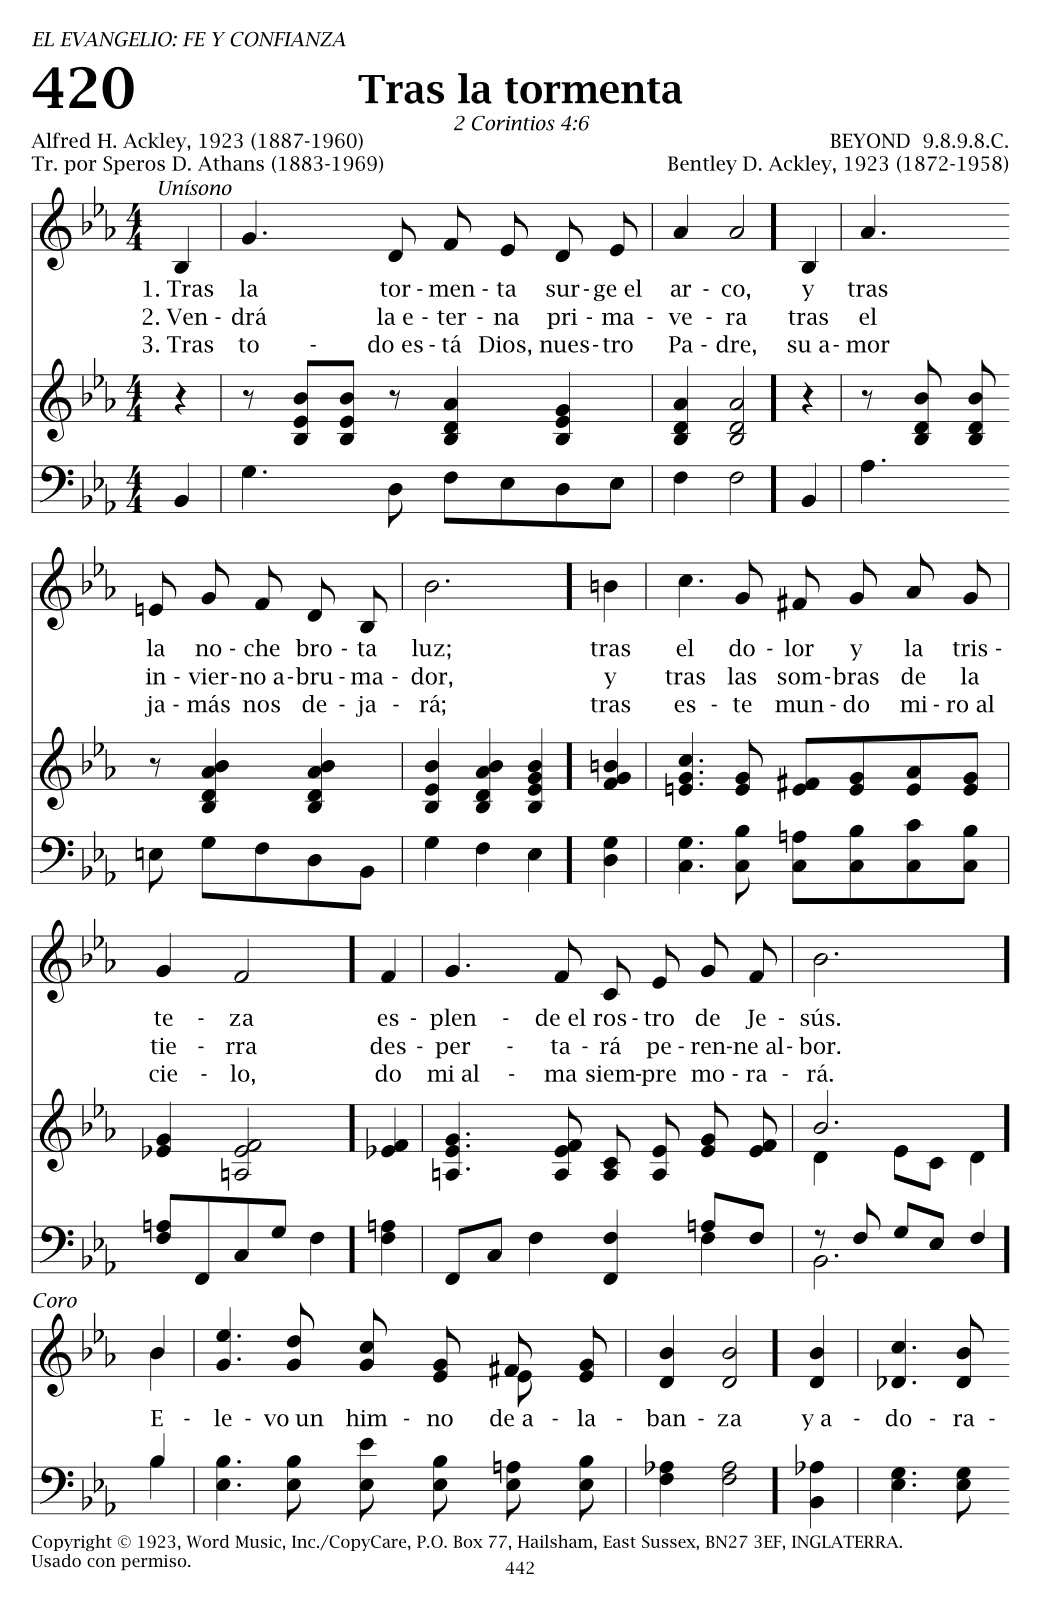 EL EVANGELIO: FE Y CONFIANZA
420
Tras la tormenta
2 Corintios 4:6
Alfred H. Ackley, 1923 (1887-1960)
BEYOND 9.8.9.8.C.
Tr. por Speros D. Athans (1883-1969)
Bentley D. Ackley, 1923 (1872-1958)
Unísono
1. Tras la tor - men - ta sur - ge el ar - co, y tras
2. Ven - drá la e - ter - na pri - ma - ve - ra tras el
3. Tras to - do es - tá Dios, nues - tro Pa - dre, su a - mor
la no - che bro - ta luz; tras el do - lor y la tris -
in - vier - no a - bru - ma - dor, y tras las som - bras de la
ja - más nos de - ja - rá; tras es - te mun - do mi - ro al
te - za es - plen - de el ros - tro de Je - sús.
tie - rra des - per - ta - rá pe - ren - ne al - bor.
cie - lo, do mi al - ma siem - pre mo - ra - rá.
Coro
E - le - vo un him - no de a - la - ban - za y a - do - ra -
Copyright © 1923, Word Music, Inc./CopyCare, P.O. Box 77, Hailsham, East Sussex, BN27 3EF, INGLATERRA.
Usado con permiso.
442